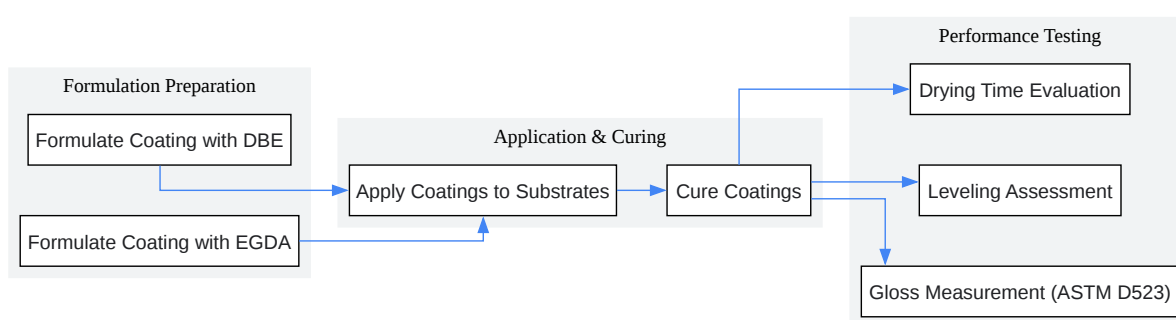 Formulation Preparation
Formulate Coating with DBE
Formulate Coating with EGDA
Application & Curing
Apply Coatings to Substrates
Cure Coatings
Performance Testing
Drying Time Evaluation
Leveling Assessment
Gloss Measurement (ASTM D523)